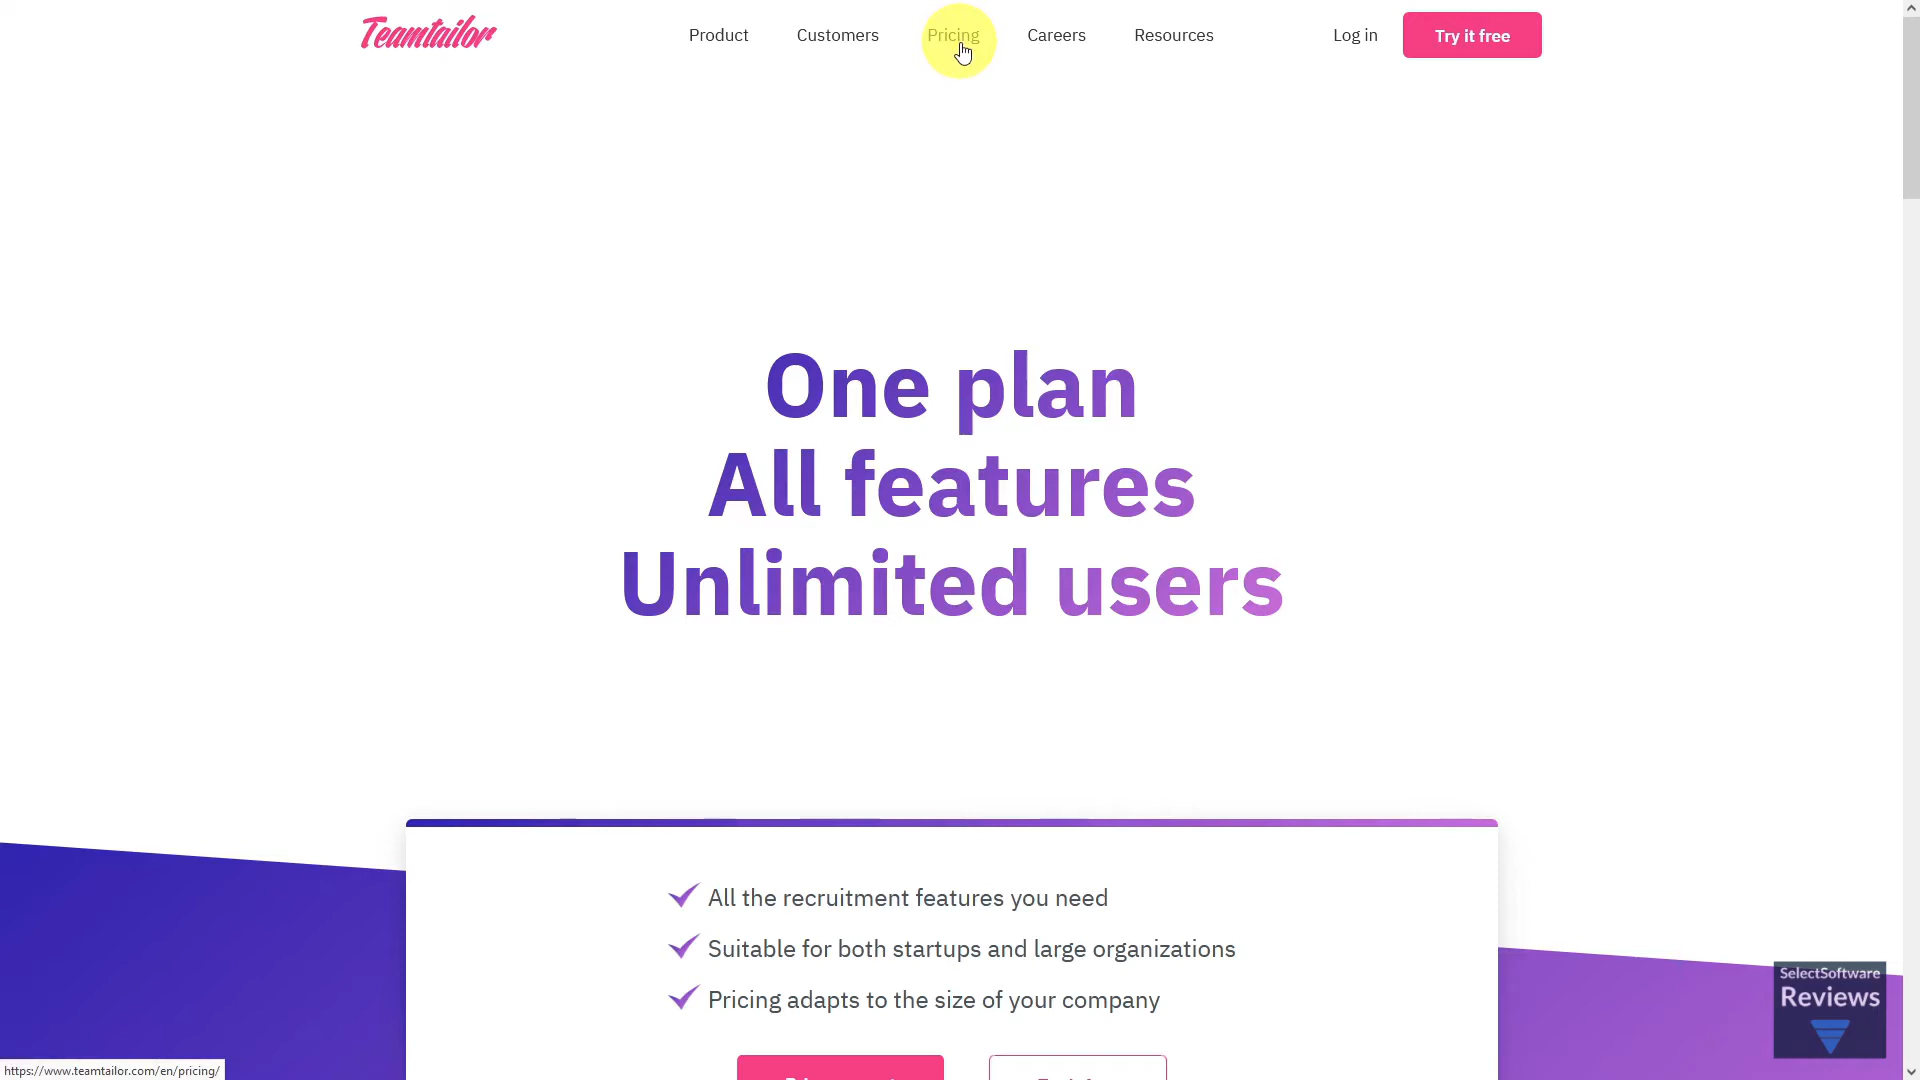 Teamtailor
Product
Customers
Pricing
Careers
Resources
Log in
Try it free
One plan
All features
Unlimited users
All the recruitment features you need
Suitable for both startups and large organizations
Pricing adapts to the size of your company
SelectSoftware
Reviews
https://www.teamtailor.com/en/pricing/